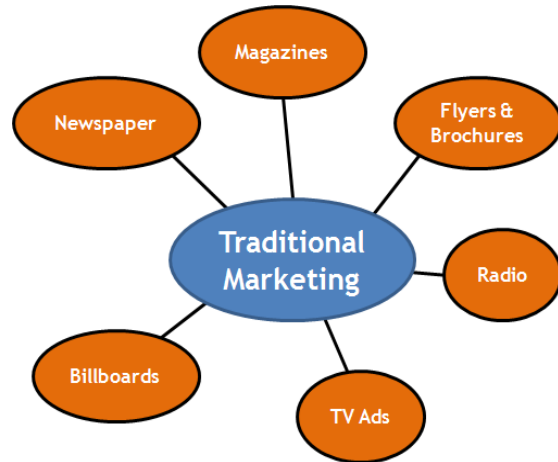 Magazines
Newspaper
Flyers &
Brochures
Traditional
Marketing
Radio
Billboards
TV Ads